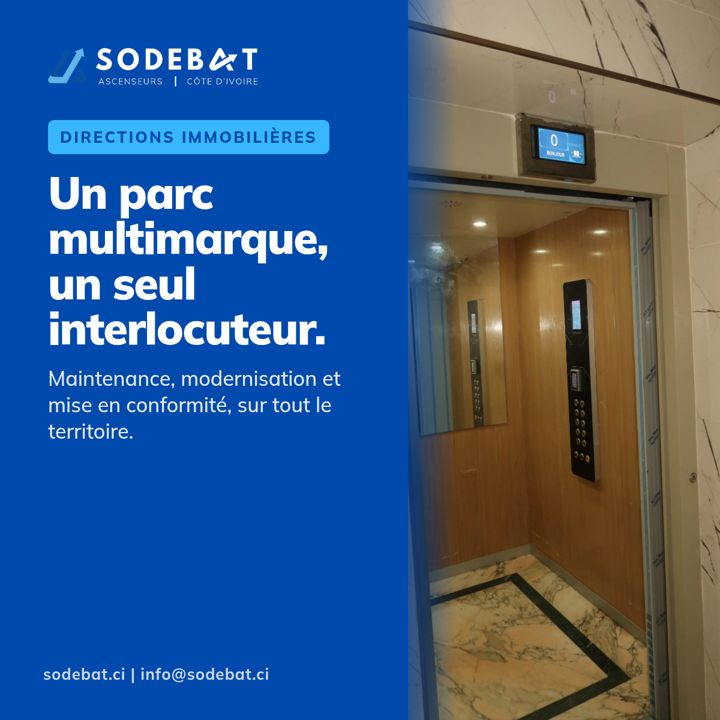 SODEBAT
ASCENSEURS | CÔTE D'IVOIRE
DIRECTIONS IMMOBILIÈRES
Un parc
multimarque,
un seul
interlocuteur.
Maintenance, modernisation et
mise en conformité, sur tout le
territoire.
sodebat.ci | info@sodebat.ci
0
BONJOUR